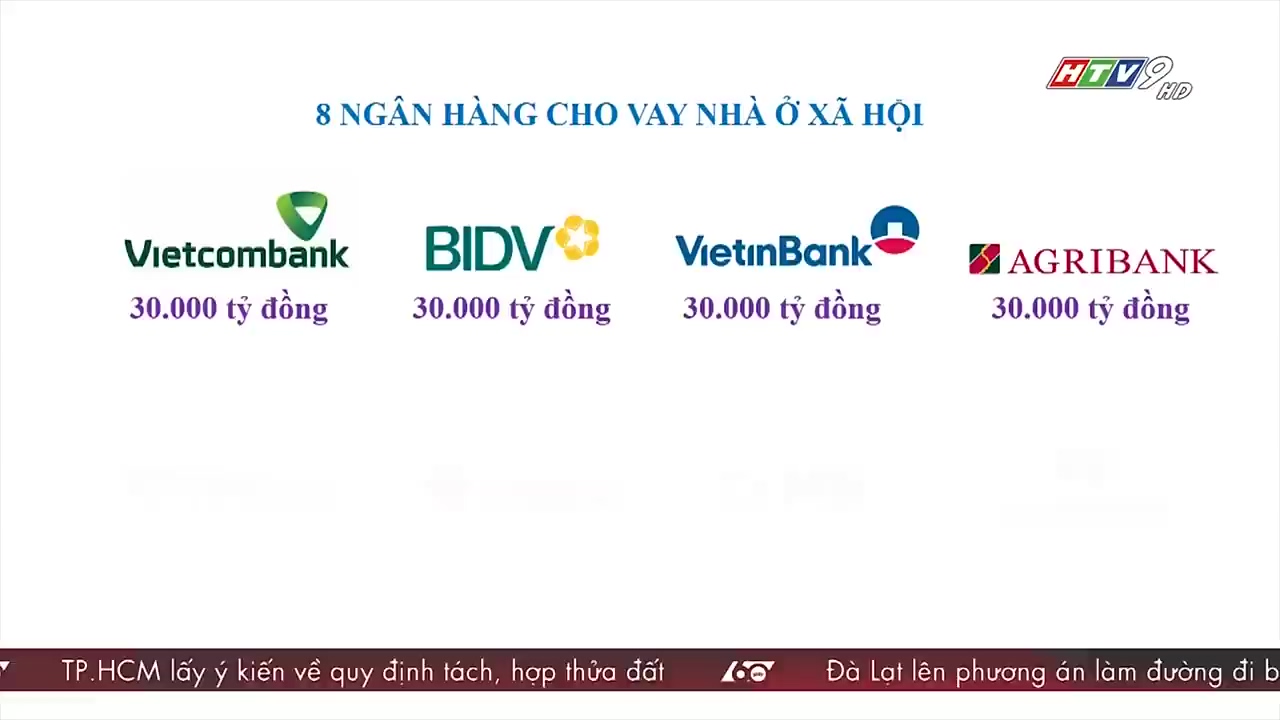 HTV9 HD
8 NGÂN HÀNG CHO VAY NHÀ Ở XÃ HỘI
Vietcombank
30.000 tỷ đồng
BIDV
30.000 tỷ đồng
VietinBank
30.000 tỷ đồng
AGRIBANK
30.000 tỷ đồng
TP.HCM lấy ý kiến về quy định tách, hợp thửa đất 60 giây Đà Lạt lên phương án làm đường đi b